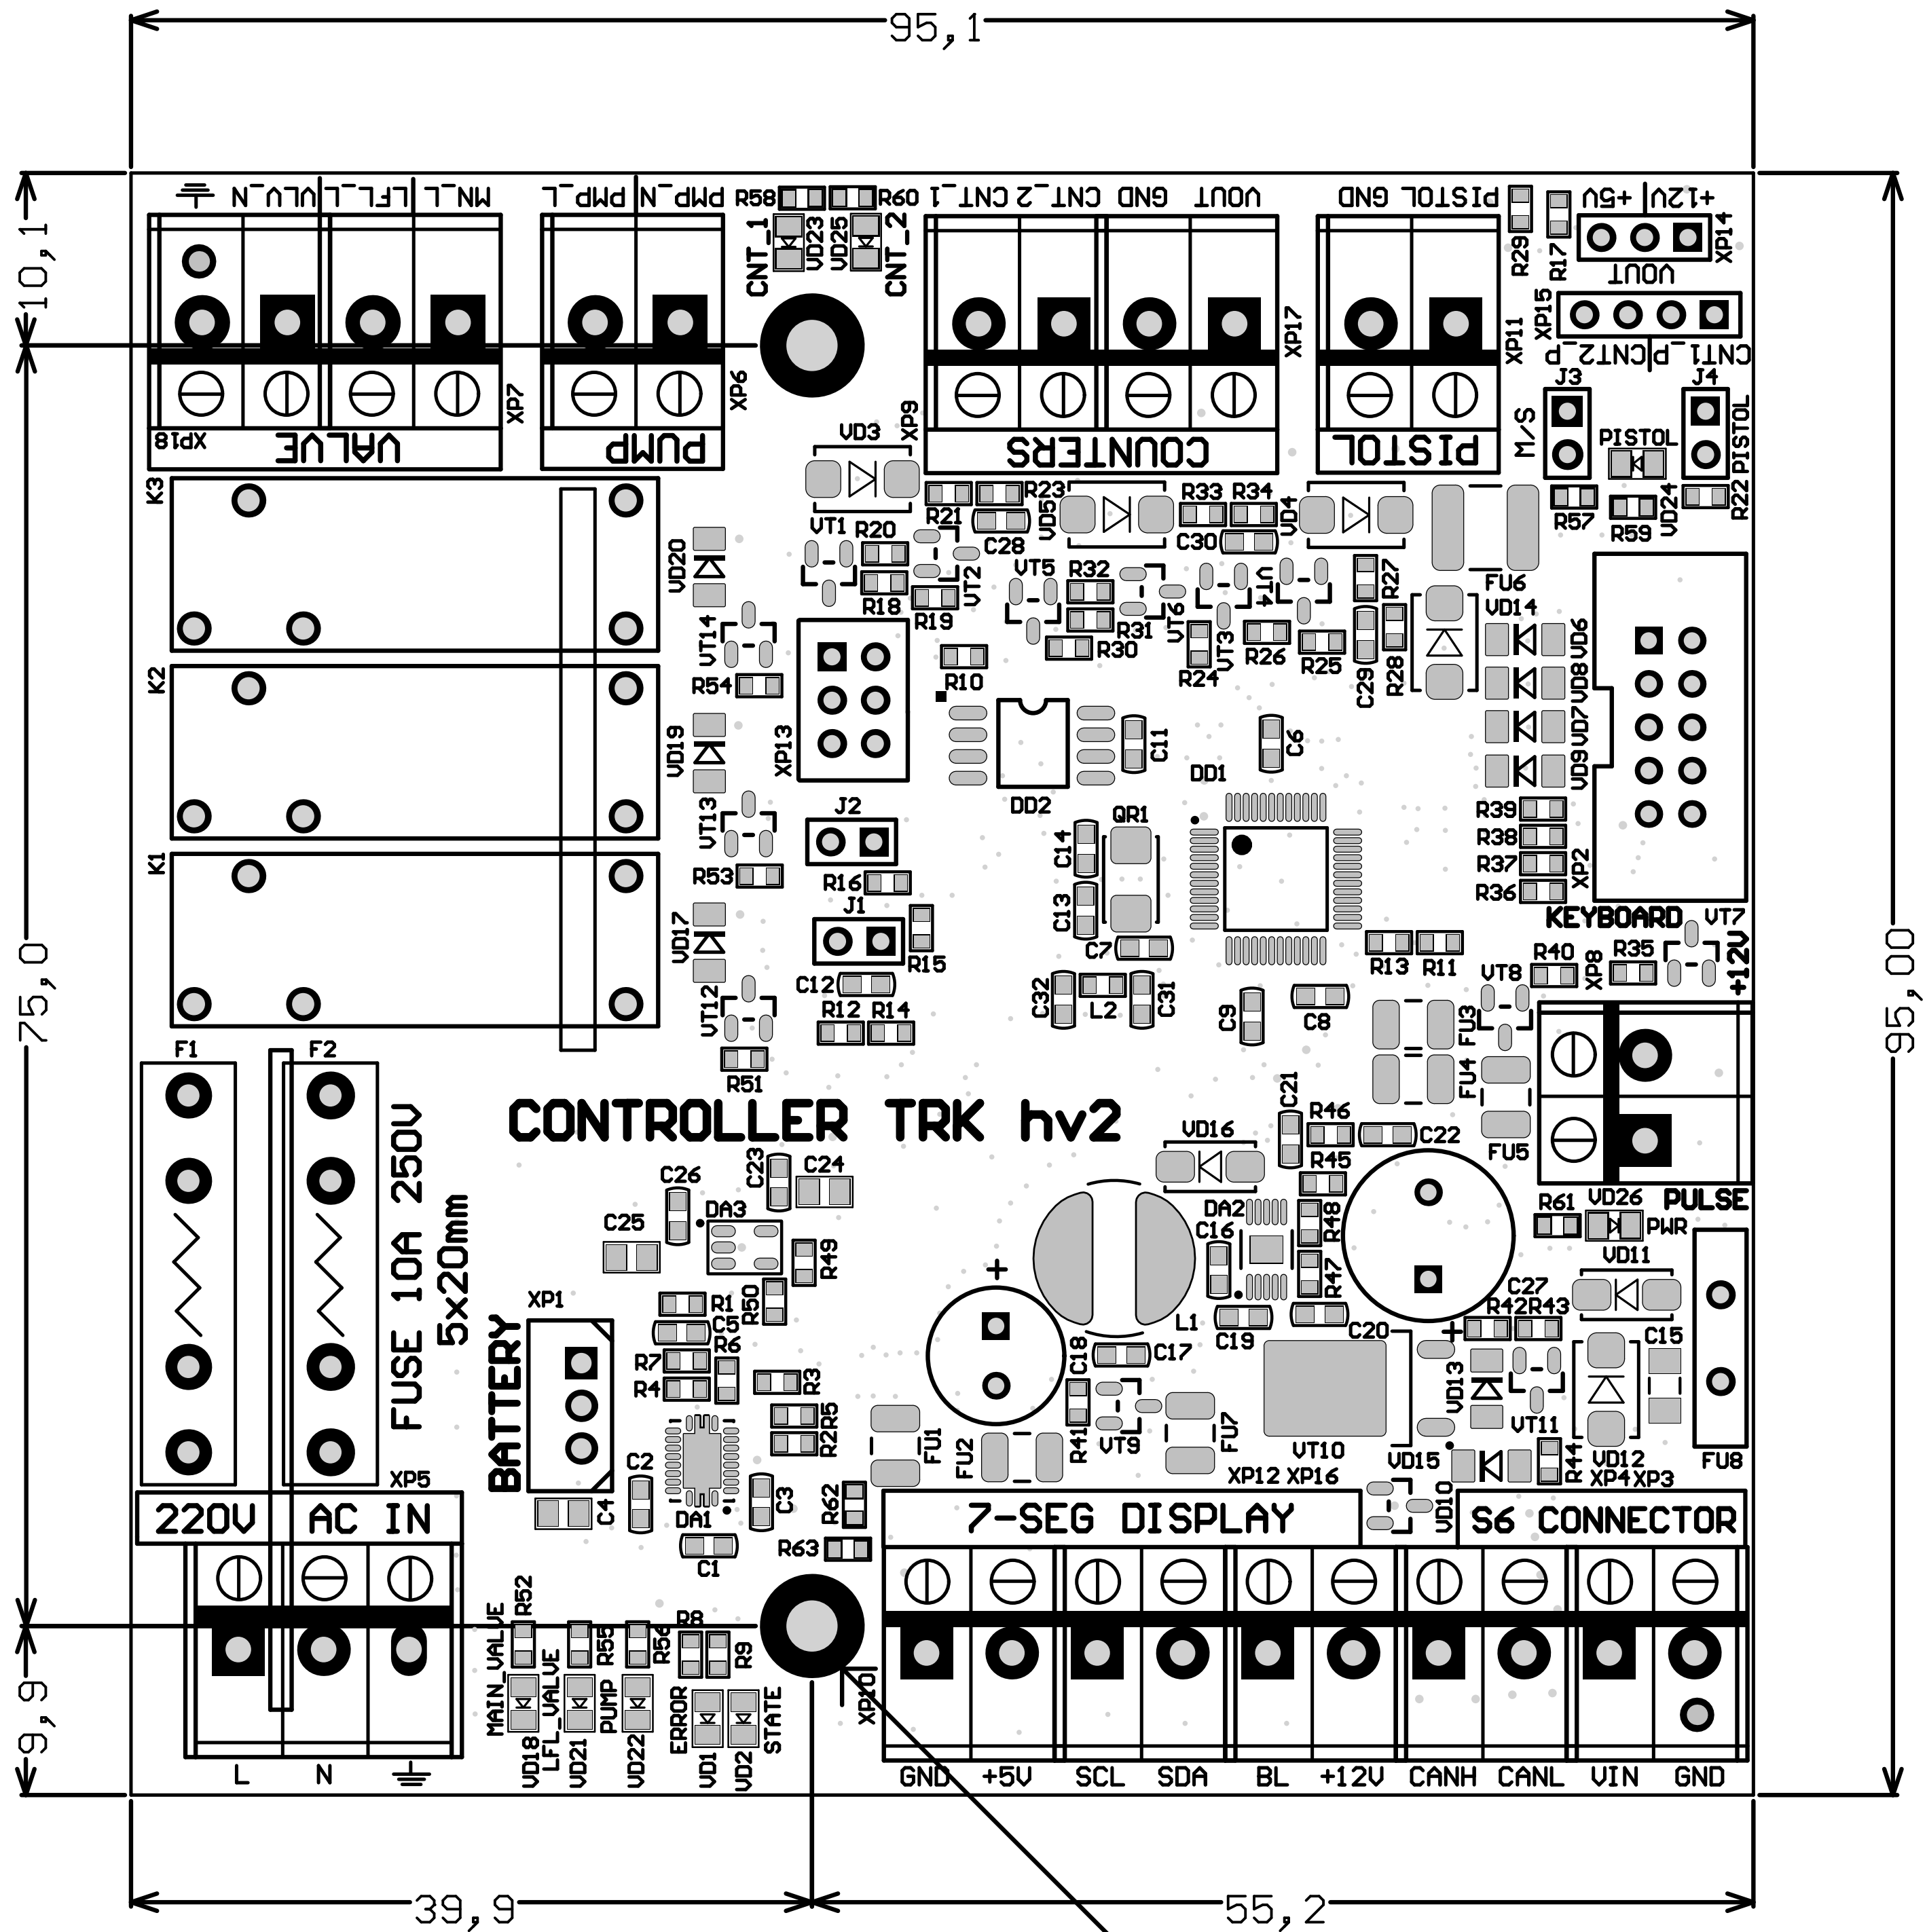 95,1
VLV_N LFL_L MN_L PMP_L PMP_N R58 R60 CNT_1 CNT_2 GND VOUT GND PISTOL +5V +12V
CNT_1 VD23 VD25 CNT_2 R29 R17 XP14
VOUT
10,1
XP15 XP17 XP11
CNT2_P CNT1_P
J3 J4
XP7 XP6 XP9 M/S PISTOL PISTOL
XP18 VALVE PUMP VD3 COUNTERS PISTOL
K3 R21 R23 VD5 R33 R34 VD4 R57 R59 VD24 R22
VT1 R20 C28 C30
VD20 VT5 R32 VT4 R27 FU6
R18 R19 VT2 R31 VT6 VD14 VD6
VT14 R30 VT3 R26 R25
K2 R54 R10 R24 C29 R28 VD8
VD19 XP13 C11 C6 VD7
DD1 VD9
VT13 J2 DD2 QR1 R39
R38
K1 R53 R16 C14 R37 XP2
J1 R36
VD17 C13 KEYBOARD VT7
R15 C7 R13 R11 R40 XP8 R35 +12V
C12 VT8
VT12 R12 R14 C32 L2 C31 C9 C8 FU3
F1 F2
R51 C21 FU4
CONTROLLER TRK hv2
R46 C22
VD16 FU5
C23 C24 R45
C26 VD26 PULSE
FUSE 10A 250V
5x20mm
C25 DA3 DA2 R48 R61 PWR
C16 VD11
R49
75,0 95,00
XP1 R50 R47 C27
R1 R42 R43
C5 L1 C19 C20 C15
R6
BATTERY R7 C18 C17
R4 R3 VD13
R5 VT11
R2 FU1 FU2 R41 VT9 FU7 VT10 VD15 R44 VD12 FU8
XP5 C2 XP12 XP16 XP4 XP3
C4 C3 R62 VD10
220V AC IN DA1 7-SEG DISPLAY S6 CONNECTOR
C1 R63
R52
MAIN_VALVE R55 R56 R8 R9
LFL_VALVE PUMP ERROR STATE XP10
9,9
VD18 VD21 VD22 VD1 VD2
L N GND +5V SCL SDA BL +12V CANH CANL VIN GND
39,9 55,2